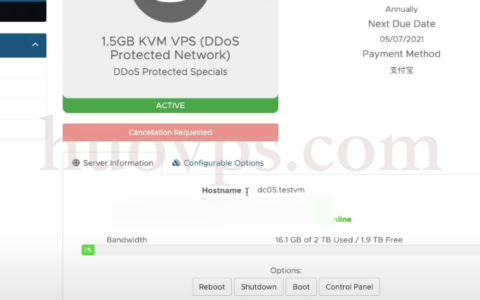 1.5GB KVM VPS (DDoS
Protected Network)
DDoS Protected Specials
ACTIVE
Cancellation Requested
Annually
Next Due Date
05/07/2021
Payment Method
支付宝
huovps.com
Server Information
Configurable Options
Hostname
dc05.testvm
nline
Bandwidth
16.1 GB of 2 TB Used / 1.9 TB Free
1%
Options:
Reboot
Shutdown
Boot
Control Panel